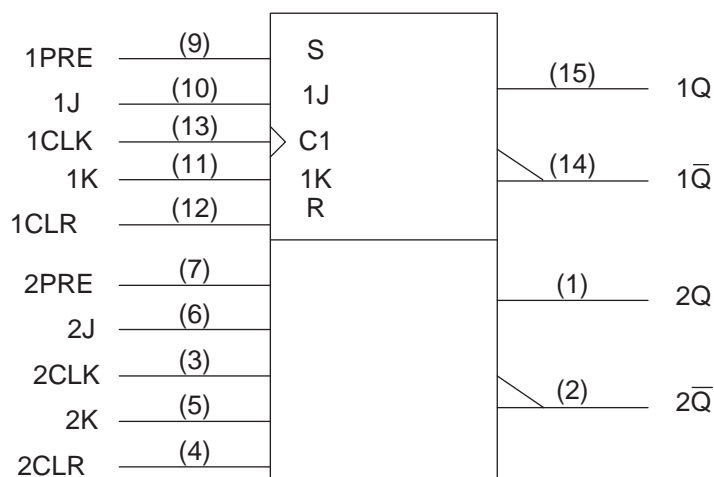 1PRE (9) S
(15) 1Q
1J (10) 1J
1CLK (13) C1
1K (11) 1K
(14) 1Q̅
1CLR (12) R
2PRE (7)
(1) 2Q
2J (6)
2CLK (3)
(2) 2Q̅
2K (5)
2CLR (4)